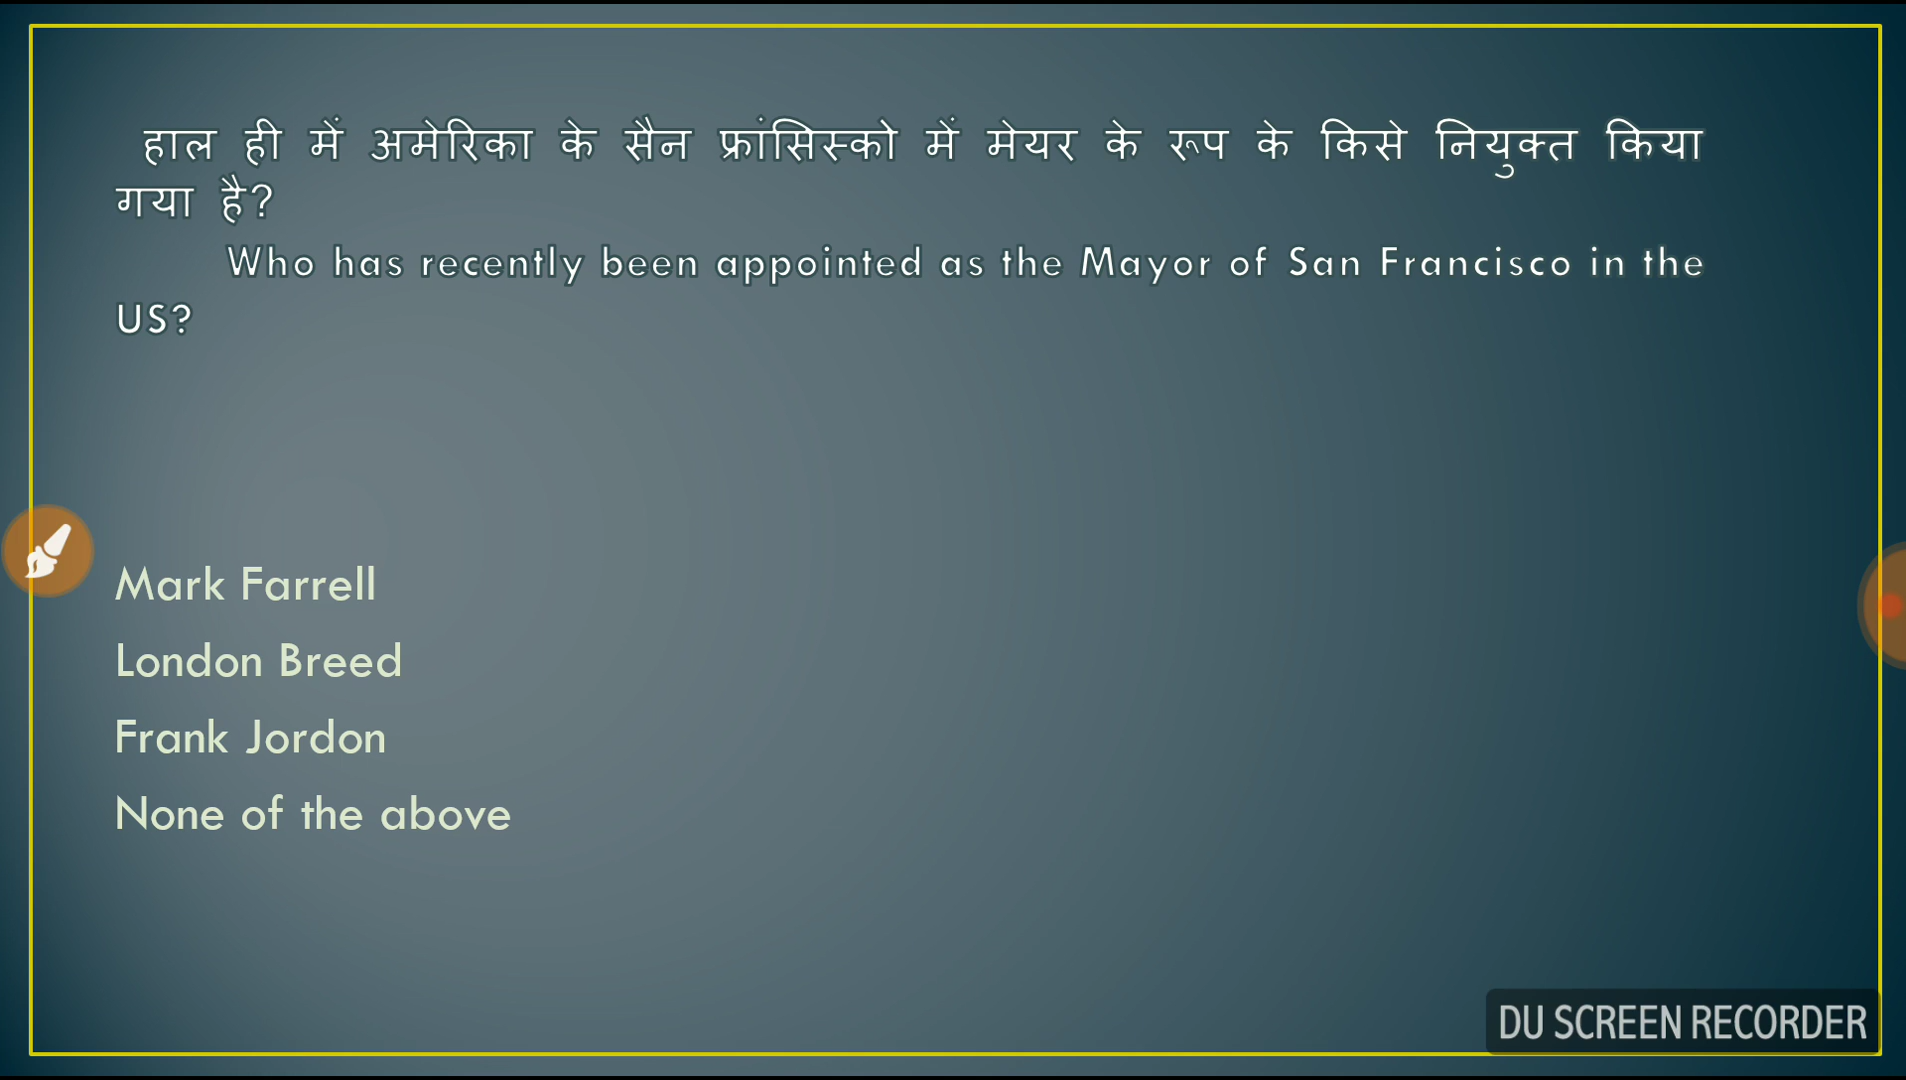 हाल ही में अमेरिका के सैन फ्रांसिस्को में मेयर के रूप के किसे नियुक्त किया
गया है?
Who has recently been appointed as the Mayor of San Francisco in the
US?
Mark Farrell
London Breed
Frank Jordon
None of the above
DU SCREEN RECORDER